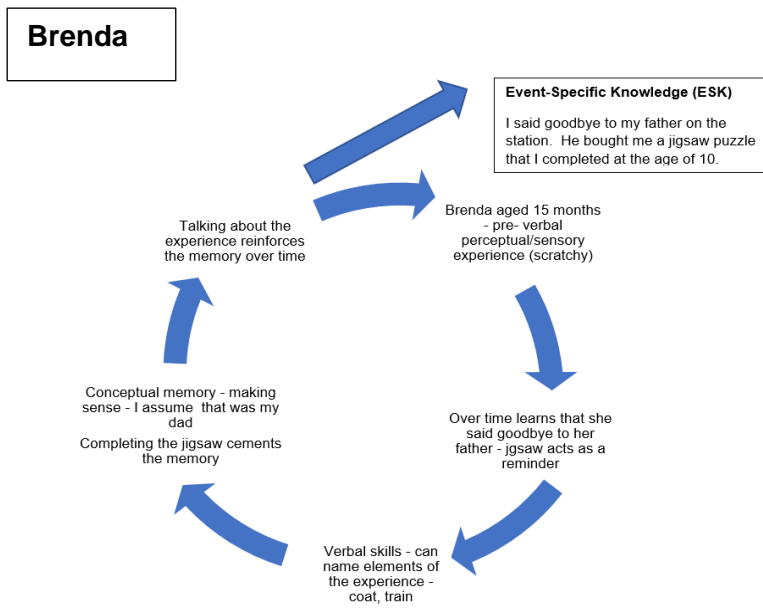 Brenda
Event-Specific Knowledge (ESK)
I said goodbye to my father on the
station. He bought me a jigsaw puzzle
that I completed at the age of 10.
Brenda aged 15 months
- pre- verbal
perceptual/sensory
experience (scratchy)
Over time learns that she
said goodbye to her
father - jgsaw acts as a
reminder
Verbal skills - can
name elements of
the experience -
coat, train
Conceptual memory - making
sense - I assume that was my
dad
Completing the jigsaw cements
the memory
Talking about the
experience reinforces
the memory over time